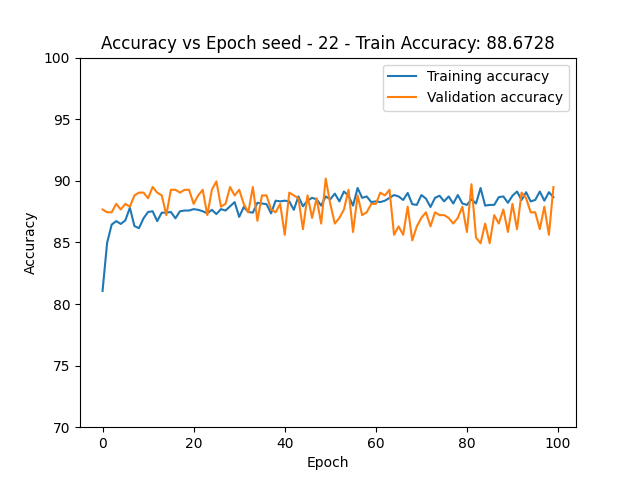 Accuracy vs Epoch seed - 22 - Train Accuracy: 88.6728
Training accuracy
Validation accuracy
100
95
90
85
80
75
70
Accuracy
0 20 40 60 80 100
Epoch